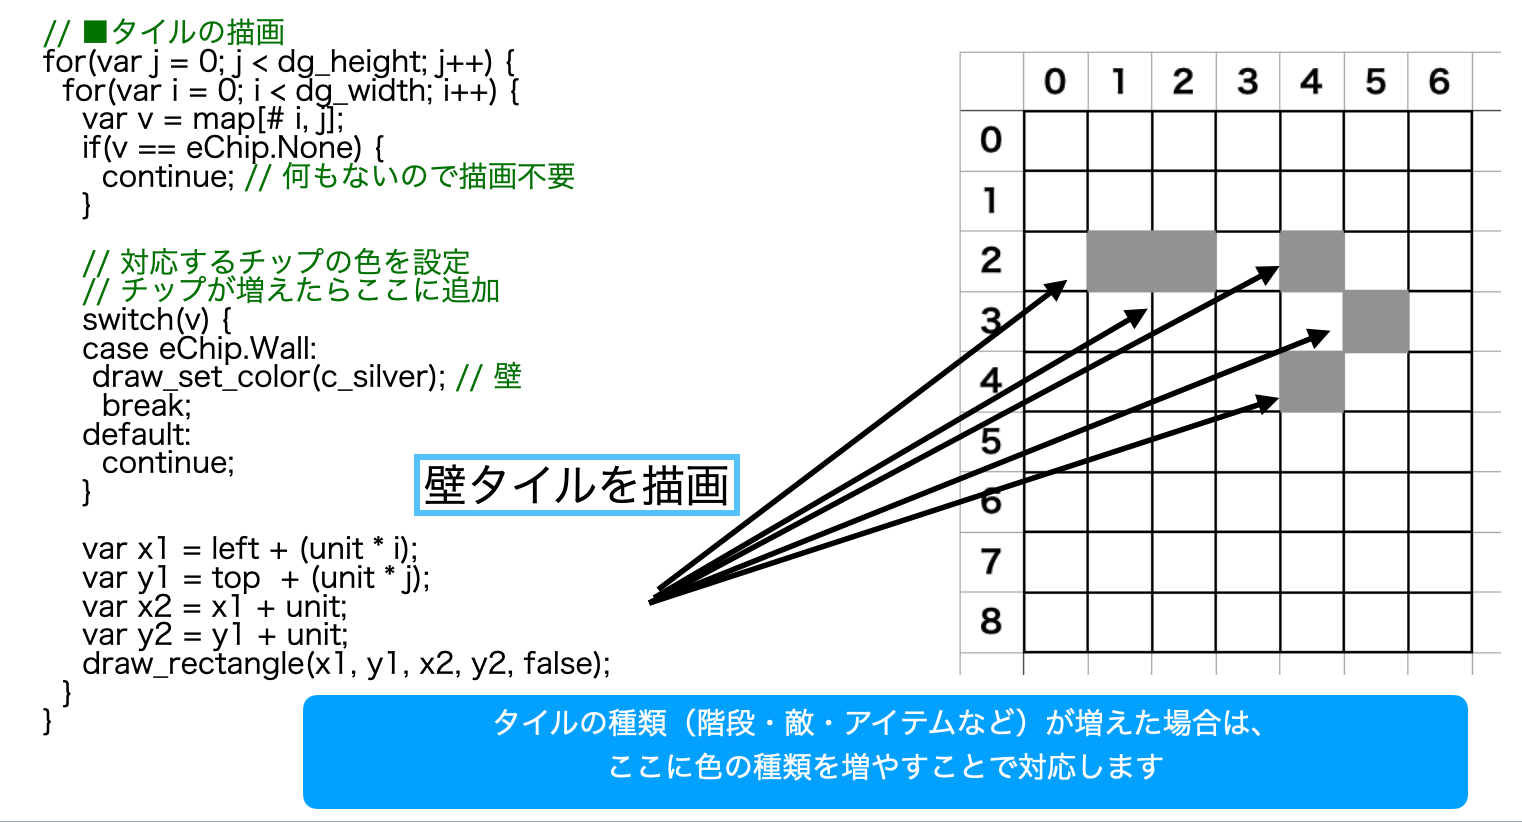 // ■タイルの描画
for(var j = 0; j < dg_height; j++) {
  for(var i = 0; i < dg_width; i++) {
    var v = map[# i, j];
    if(v == eChip.None) {
      continue; // 何もないので描画不要
    }
    // 対応するチップの色を設定
    // チップが増えたらここに追加
    switch(v) {
    case eChip.Wall:
     draw_set_color(c_silver); // 壁
      break;
    default:
      continue;
    }
    var x1 = left + (unit * i);
    var y1 = top  + (unit * j);
    var x2 = x1 + unit;
    var y2 = y1 + unit;
    draw_rectangle(x1, y1, x2, y2, false);
  }
}
壁タイルを描画
0 1 2 3 4 5 6
0
1
2
3
4
5
6
7
8
タイルの種類（階段・敵・アイテムなど）が増えた場合は、
ここに色の種類を増やすことで対応します